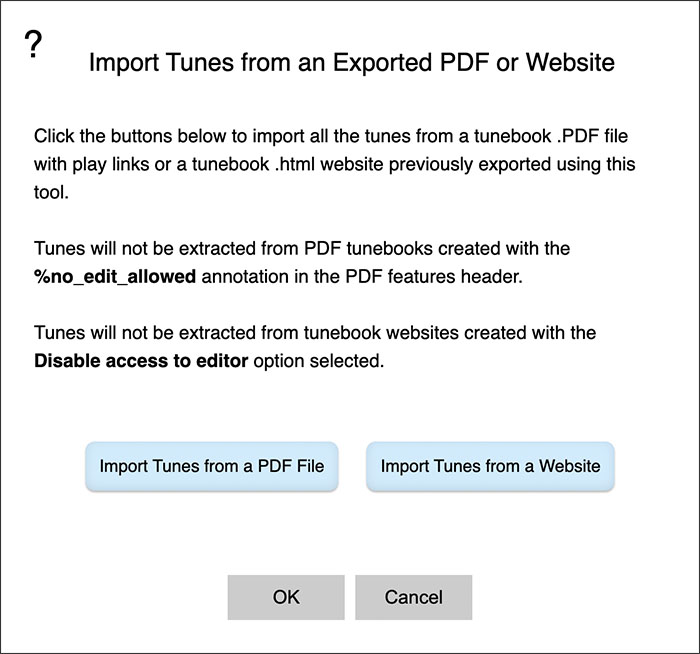 ?
Import Tunes from an Exported PDF or Website
Click the buttons below to import all the tunes from a tunebook .PDF file
with play links or a tunebook .html website previously exported using this
tool.
Tunes will not be extracted from PDF tunebooks created with the
%no_edit_allowed annotation in the PDF features header.
Tunes will not be extracted from tunebook websites created with the
Disable access to editor option selected.
Import Tunes from a PDF File
Import Tunes from a Website
OK
Cancel